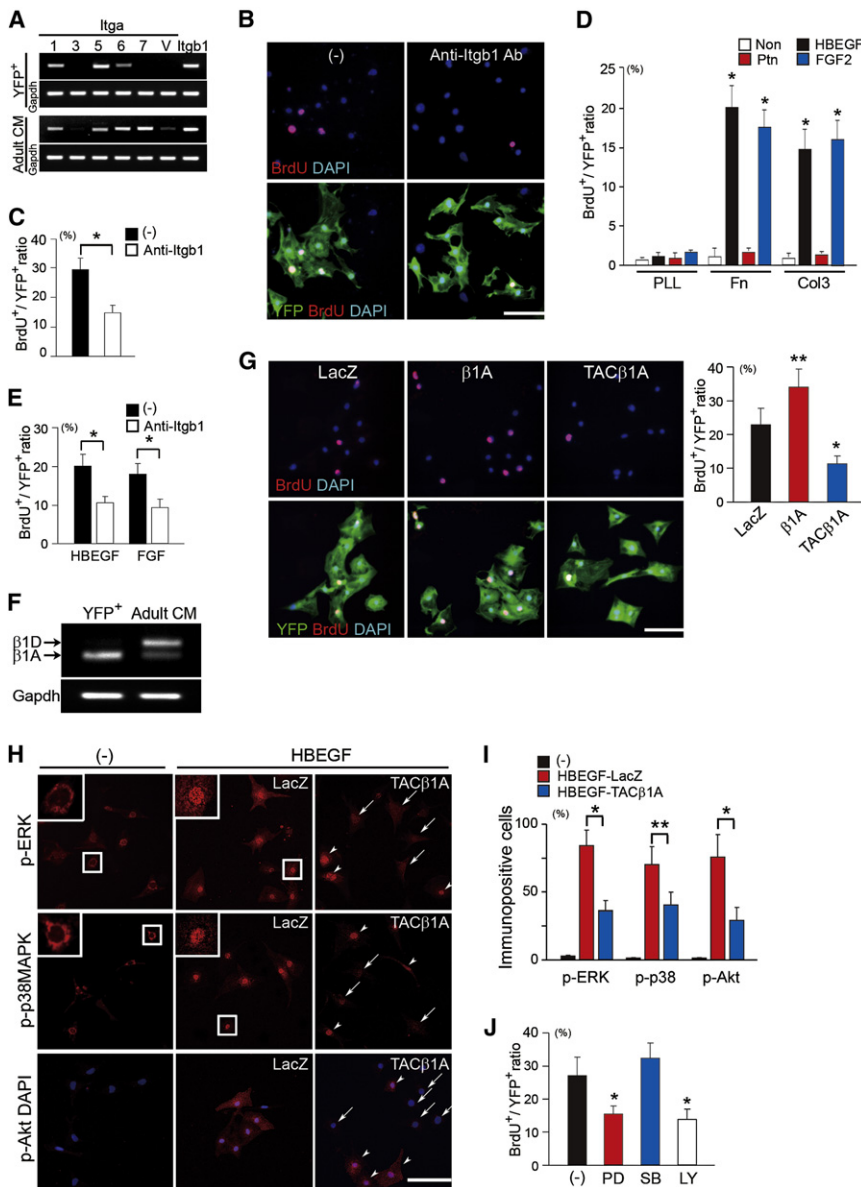 A
Itga
1 3 5 6 7 V Itgb1
YFP+
Gapdh
Adult CM
Gapdh
B
(-)
Anti-Itgb1 Ab
BrdU DAPI
YFP BrdU DAPI
C
(%)
(-)
Anti-Itgb1
*
40
30
20
10
0
BrdU+/ YFP+ratio
D
Non
Ptn
HBEGF
FGF2
(%)
25
20
15
10
5
0
BrdU+/ YFP+ratio
* * * *
PLL Fn Col3
E
(-)
Anti-Itgb1
(%)
30
20
10
0
BrdU+/ YFP+ratio
* *
HBEGF FGF
F
YFP+ Adult CM
β1D
β1A
Gapdh
G
LacZ β1A TACβ1A
BrdU DAPI
YFP BrdU DAPI
(%)
40
30
20
10
0
BrdU+/ YFP+ratio
**
*
LacZ
β1A
TACβ1A
H
(-) HBEGF
p-ERK
LacZ
TACβ1A
p-p38MAPK
LacZ
TACβ1A
p-Akt DAPI
LacZ
TACβ1A
I
(-)
HBEGF-LacZ
HBEGF-TACβ1A
(%)
100
50
0
Immunopositive cells
* ** *
p-ERK p-p38 p-Akt
J
(%)
40
30
20
10
0
BrdU+/ YFP+ratio
* *
(-) PD SB LY